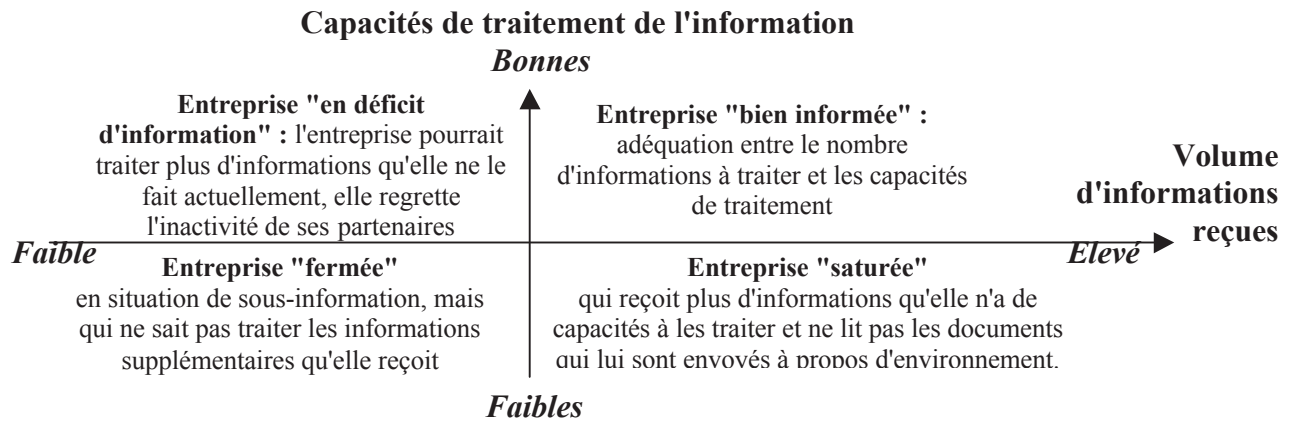 Capacités de traitement de l'information
Bonnes
Entreprise "en déficit
d'information" : l'entreprise pourrait
traiter plus d'informations qu'elle ne le
fait actuellement, elle regrette
l'inactivité de ses partenaires
Entreprise "bien informée" :
adéquation entre le nombre
d'informations à traiter et les capacités
de traitement
Volume
d'informations
reçues
Faible
Elevé
Entreprise "fermée"
en situation de sous-information, mais
qui ne sait pas traiter les informations
supplémentaires qu'elle reçoit
Entreprise "saturée"
qui reçoit plus d'informations qu'elle n'a de
capacités à les traiter et ne lit pas les documents
qui lui sont envoyés à propos d'environnement.
Faibles